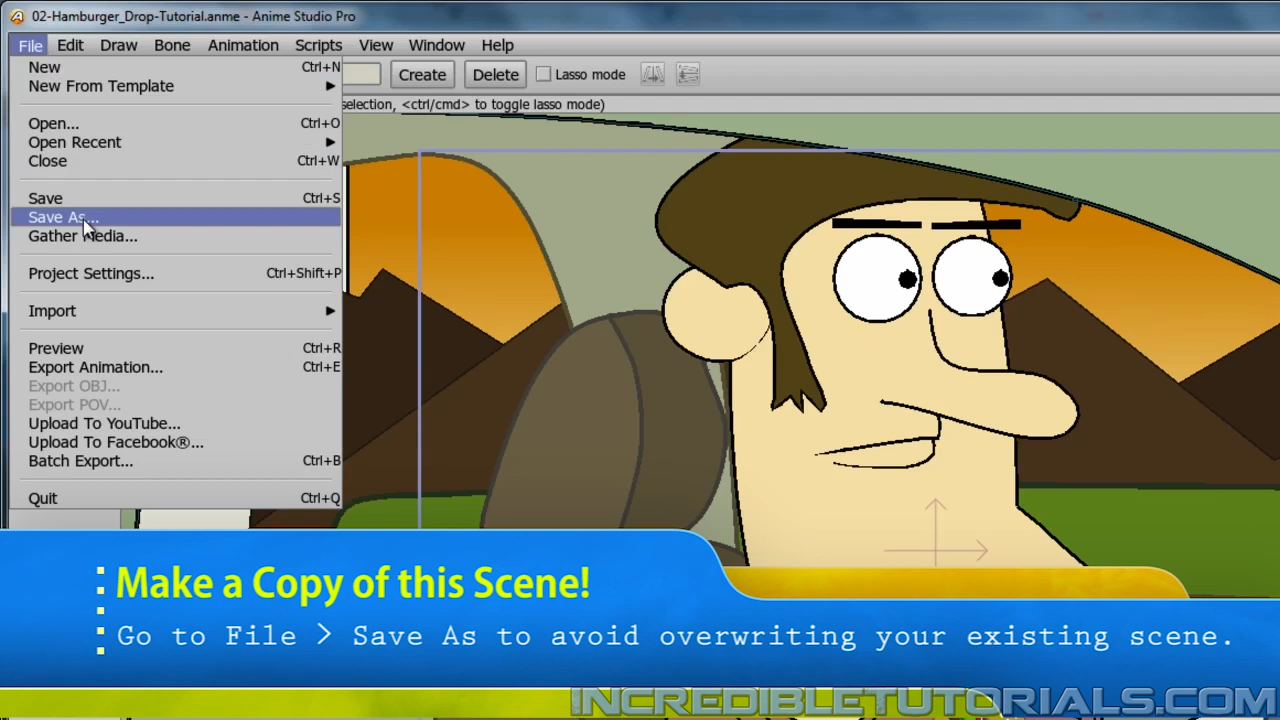 02-Hamburger_Drop-Tutorial.anme - Anime Studio Pro
File Edit Draw Bone Animation Scripts View Window Help
New Ctrl+N
Create Delete Lasso mode
New From Template
selection, <ctrl/cmd> to toggle lasso mode)
Open... Ctrl+O
Open Recent
Close Ctrl+W
Save Ctrl+S
Save As...
Gather Media...
Project Settings... Ctrl+Shift+P
Import
Preview Ctrl+R
Export Animation... Ctrl+E
Export OBJ...
Export POV...
Upload To YouTube...
Upload To Facebook®...
Batch Export... Ctrl+B
Quit Ctrl+Q
Make a Copy of this Scene!
Go to File > Save As to avoid overwriting your existing scene.
INCREDIBLETUTORIALS.COM